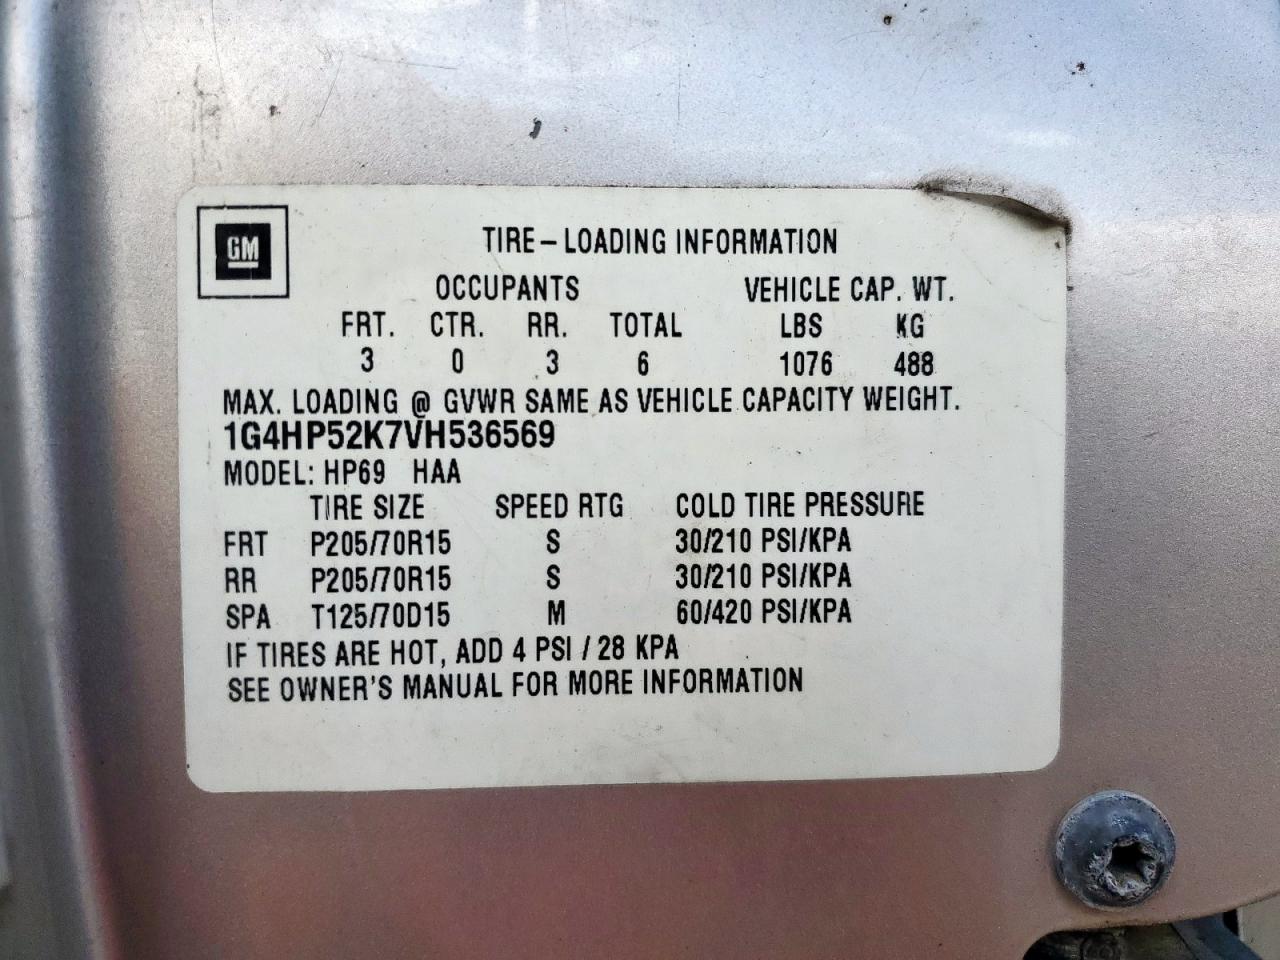 GM
TIRE-LOADING INFORMATION
OCCUPANTS VEHICLE CAP. WT.
FRT. CTR. RR. TOTAL LBS KG
3 0 3 6 1076 488
MAX. LOADING @ GVWR SAME AS VEHICLE CAPACITY WEIGHT.
1G4HP52K7VH536569
MODEL: HP69 HAA
TIRE SIZE SPEED RTG COLD TIRE PRESSURE
FRT P205/70R15 S 30/210 PSI/KPA
RR P205/70R15 S 30/210 PSI/KPA
SPA T125/70D15 M 60/420 PSI/KPA
IF TIRES ARE HOT, ADD 4 PSI / 28 KPA
SEE OWNER'S MANUAL FOR MORE INFORMATION